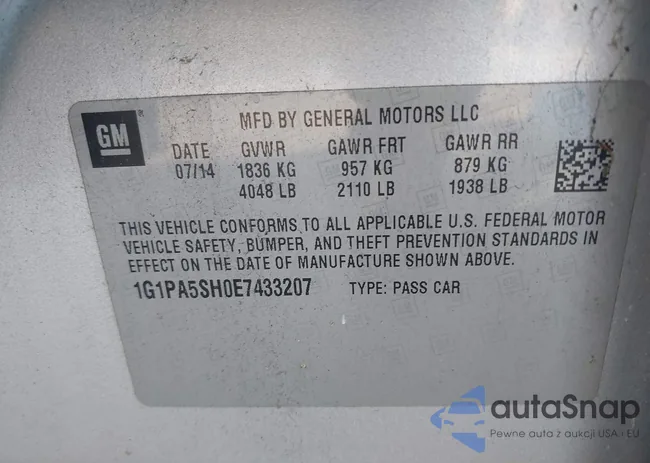 GM
MFD BY GENERAL MOTORS LLC
DATE GVWR GAWR FRT GAWR RR
07/14 1836 KG 957 KG 879 KG
4048 LB 2110 LB 1938 LB
THIS VEHICLE CONFORMS TO ALL APPLICABLE U.S. FEDERAL MOTOR
VEHICLE SAFETY, BUMPER, AND THEFT PREVENTION STANDARDS IN
EFFECT ON THE DATE OF MANUFACTURE SHOWN ABOVE.
1G1PA5SH0E7433207 TYPE: PASS CAR
autoSnap
Pewne auta z aukcji USA i EU